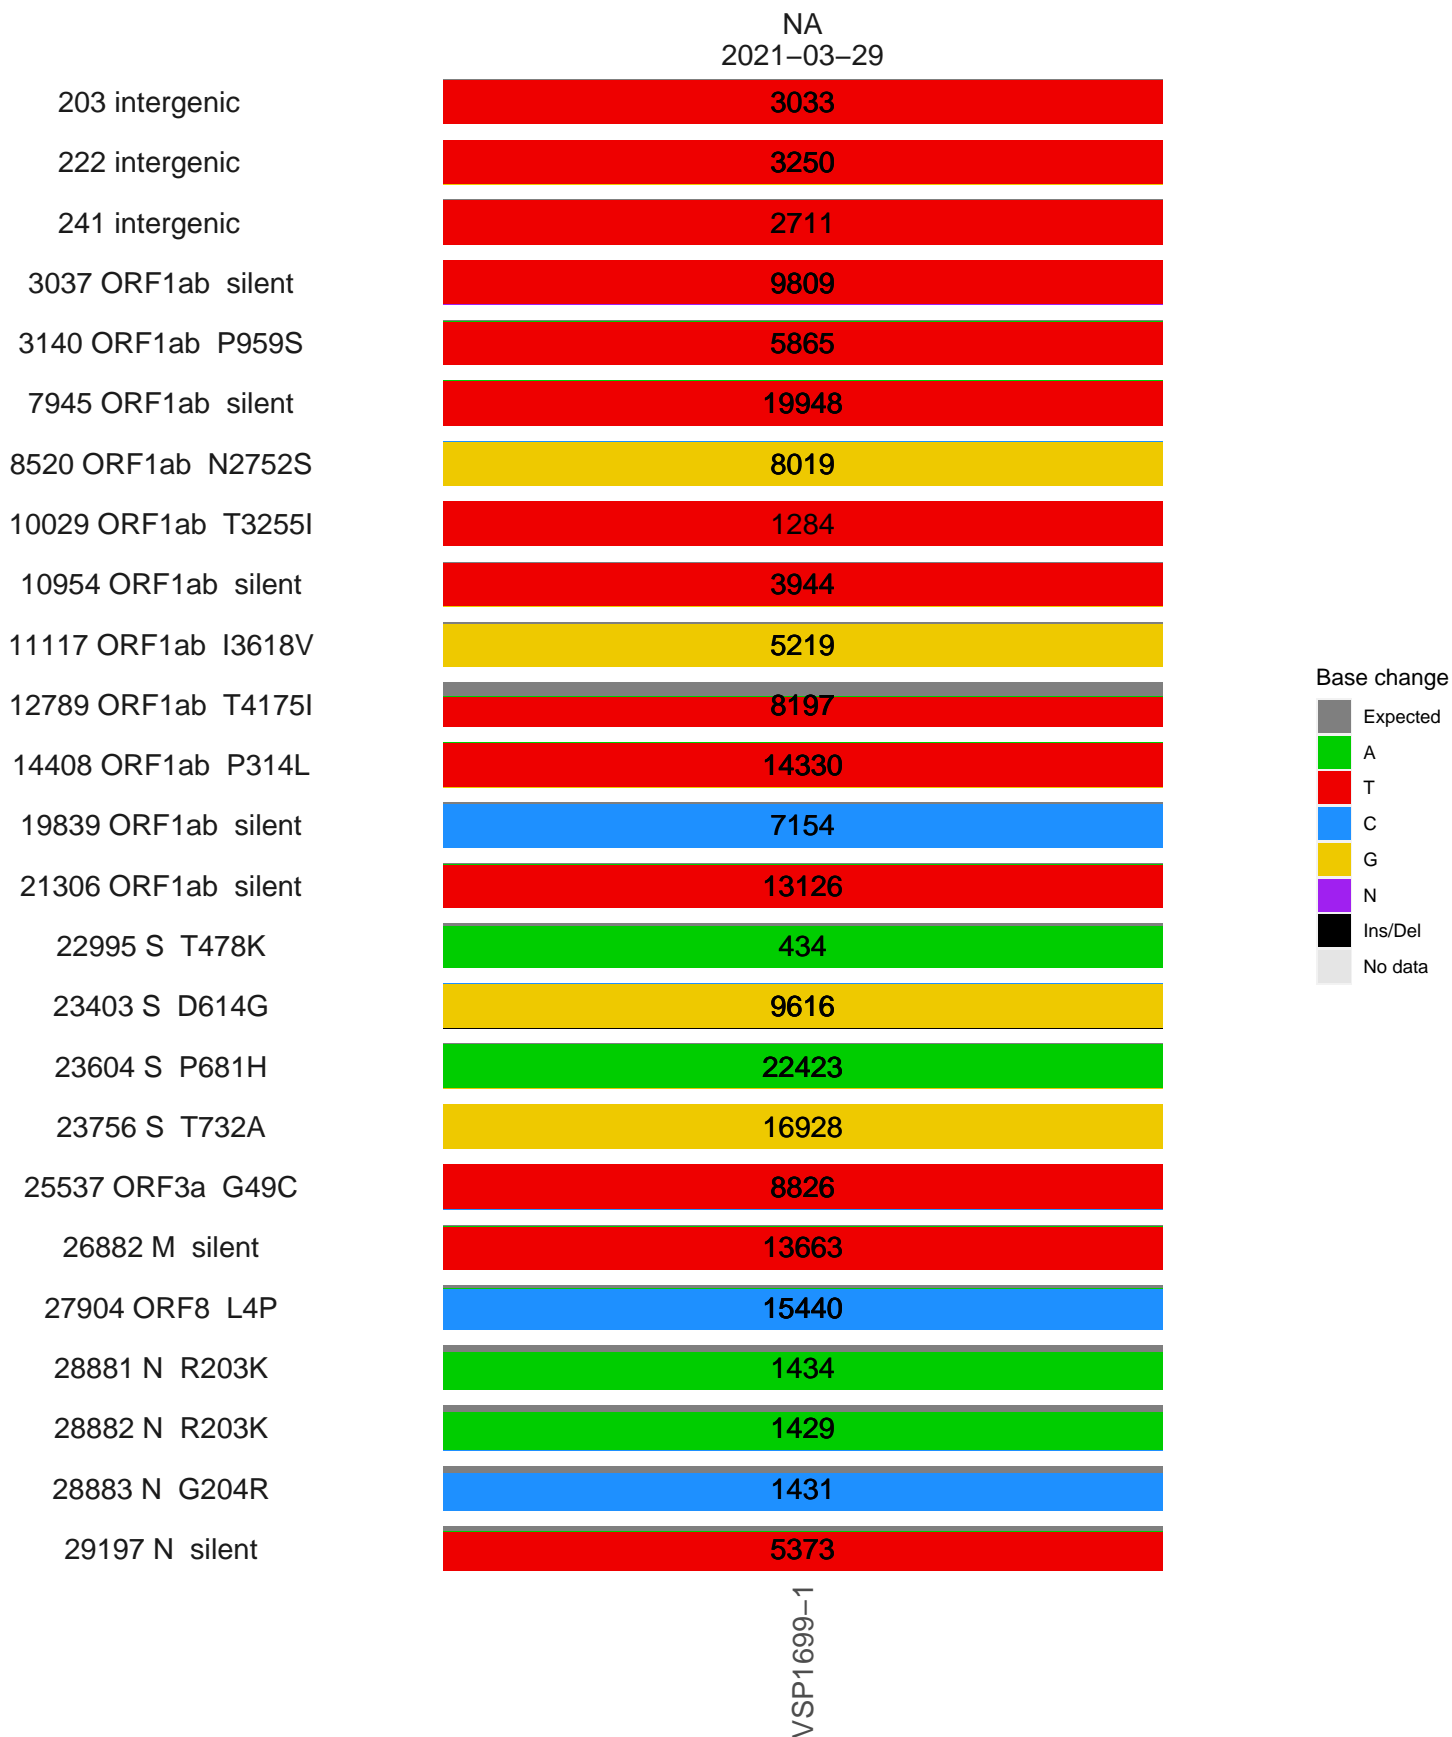 NA
2021−03−29
203 intergenic 3033
222 intergenic 3250
241 intergenic 2711
3037 ORF1ab silent 9809
3140 ORF1ab P959S 5865
7945 ORF1ab silent 19948
8520 ORF1ab N2752S 8019
10029 ORF1ab T3255I 1284
10954 ORF1ab silent 3944
11117 ORF1ab I3618V 5219
12789 ORF1ab T4175I 8197
14408 ORF1ab P314L 14330
19839 ORF1ab silent 7154
21306 ORF1ab silent 13126
22995 S T478K 434
23403 S D614G 9616
23604 S P681H 22423
23756 S T732A 16928
25537 ORF3a G49C 8826
26882 M silent 13663
27904 ORF8 L4P 15440
28881 N R203K 1434
28882 N R203K 1429
28883 N G204R 1431
29197 N silent 5373
VSP1699−1
Base change
Expected
A
T
C
G
N
Ins/Del
No data